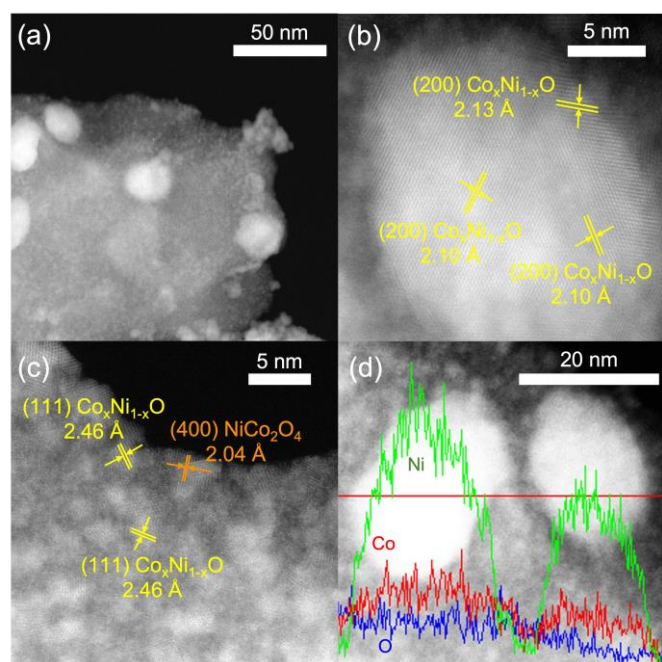 (a)
50 nm
(b)
5 nm
(200) CoₓNi₁₋ₓO
2.13 Å
(200) CoₓNi₁₋ₓO
2.10 Å
(200) CoₓNi₁₋ₓO
2.10 Å
(c)
5 nm
(111) CoₓNi₁₋ₓO
2.46 Å
(400) NiCo₂O₄
2.04 Å
(111) CoₓNi₁₋ₓO
2.46 Å
(d)
20 nm
Ni
Co
O